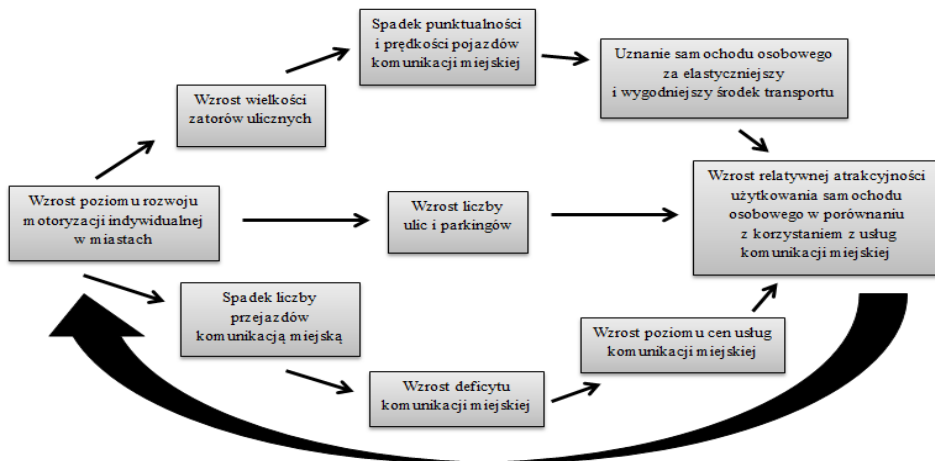 Spadek punktualności
i prędkości pojazdów
komunikacji miejskiej
Uznanie samochodu osobowego
za elastyczniejszy
i wygodniejszy środek transportu
Wzrost wielkości
zatorów ulicznych
Wzrost poziomu rozwoju
motoryzacji indywidualnej
w miastach
Wzrost liczby
ulic i parkingów
Wzrost relatywnej atrakcyjności
użytkowania samochodu
osobowego w porównaniu
z korzystaniem z usług
komunikacji miejskiej
Spadek liczby
przejazdów
komunikacją miejską
Wzrost deficytu
komunikacji miejskiej
Wzrost poziomu cen usług
komunikacji miejskiej